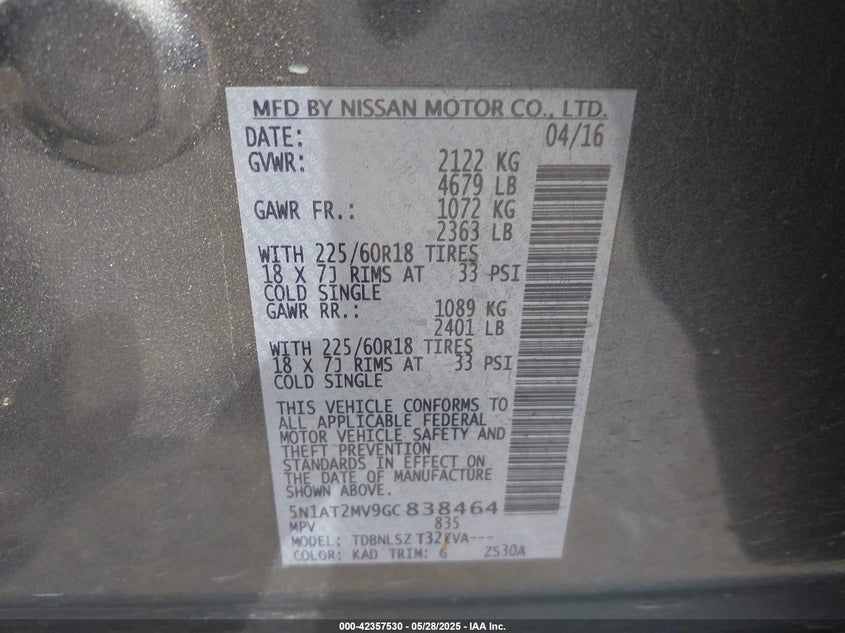 MFD BY NISSAN MOTOR CO., LTD.
DATE: 04/16
GVWR: 2122 KG
4679 LB
GAWR FR.: 1072 KG
2363 LB
WITH 225/60R18 TIRES
18 X 7J RIMS AT 33 PSI
COLD SINGLE
GAWR RR.: 1089 KG
2401 LB
WITH 225/60R18 TIRES
18 X 7J RIMS AT 33 PSI
COLD SINGLE
THIS VEHICLE CONFORMS TO
ALL APPLICABLE FEDERAL
MOTOR VEHICLE SAFETY AND
THEFT PREVENTION
STANDARDS IN EFFECT ON
THE DATE OF MANUFACTURE
SHOWN ABOVE
5N1AT2MV9GC838464
MPV 835
MODEL: TDBNLSZ
COLOR: KAD TRIM: G ZS30A
000-42357530 — 05/28/2025 — IAA Inc.